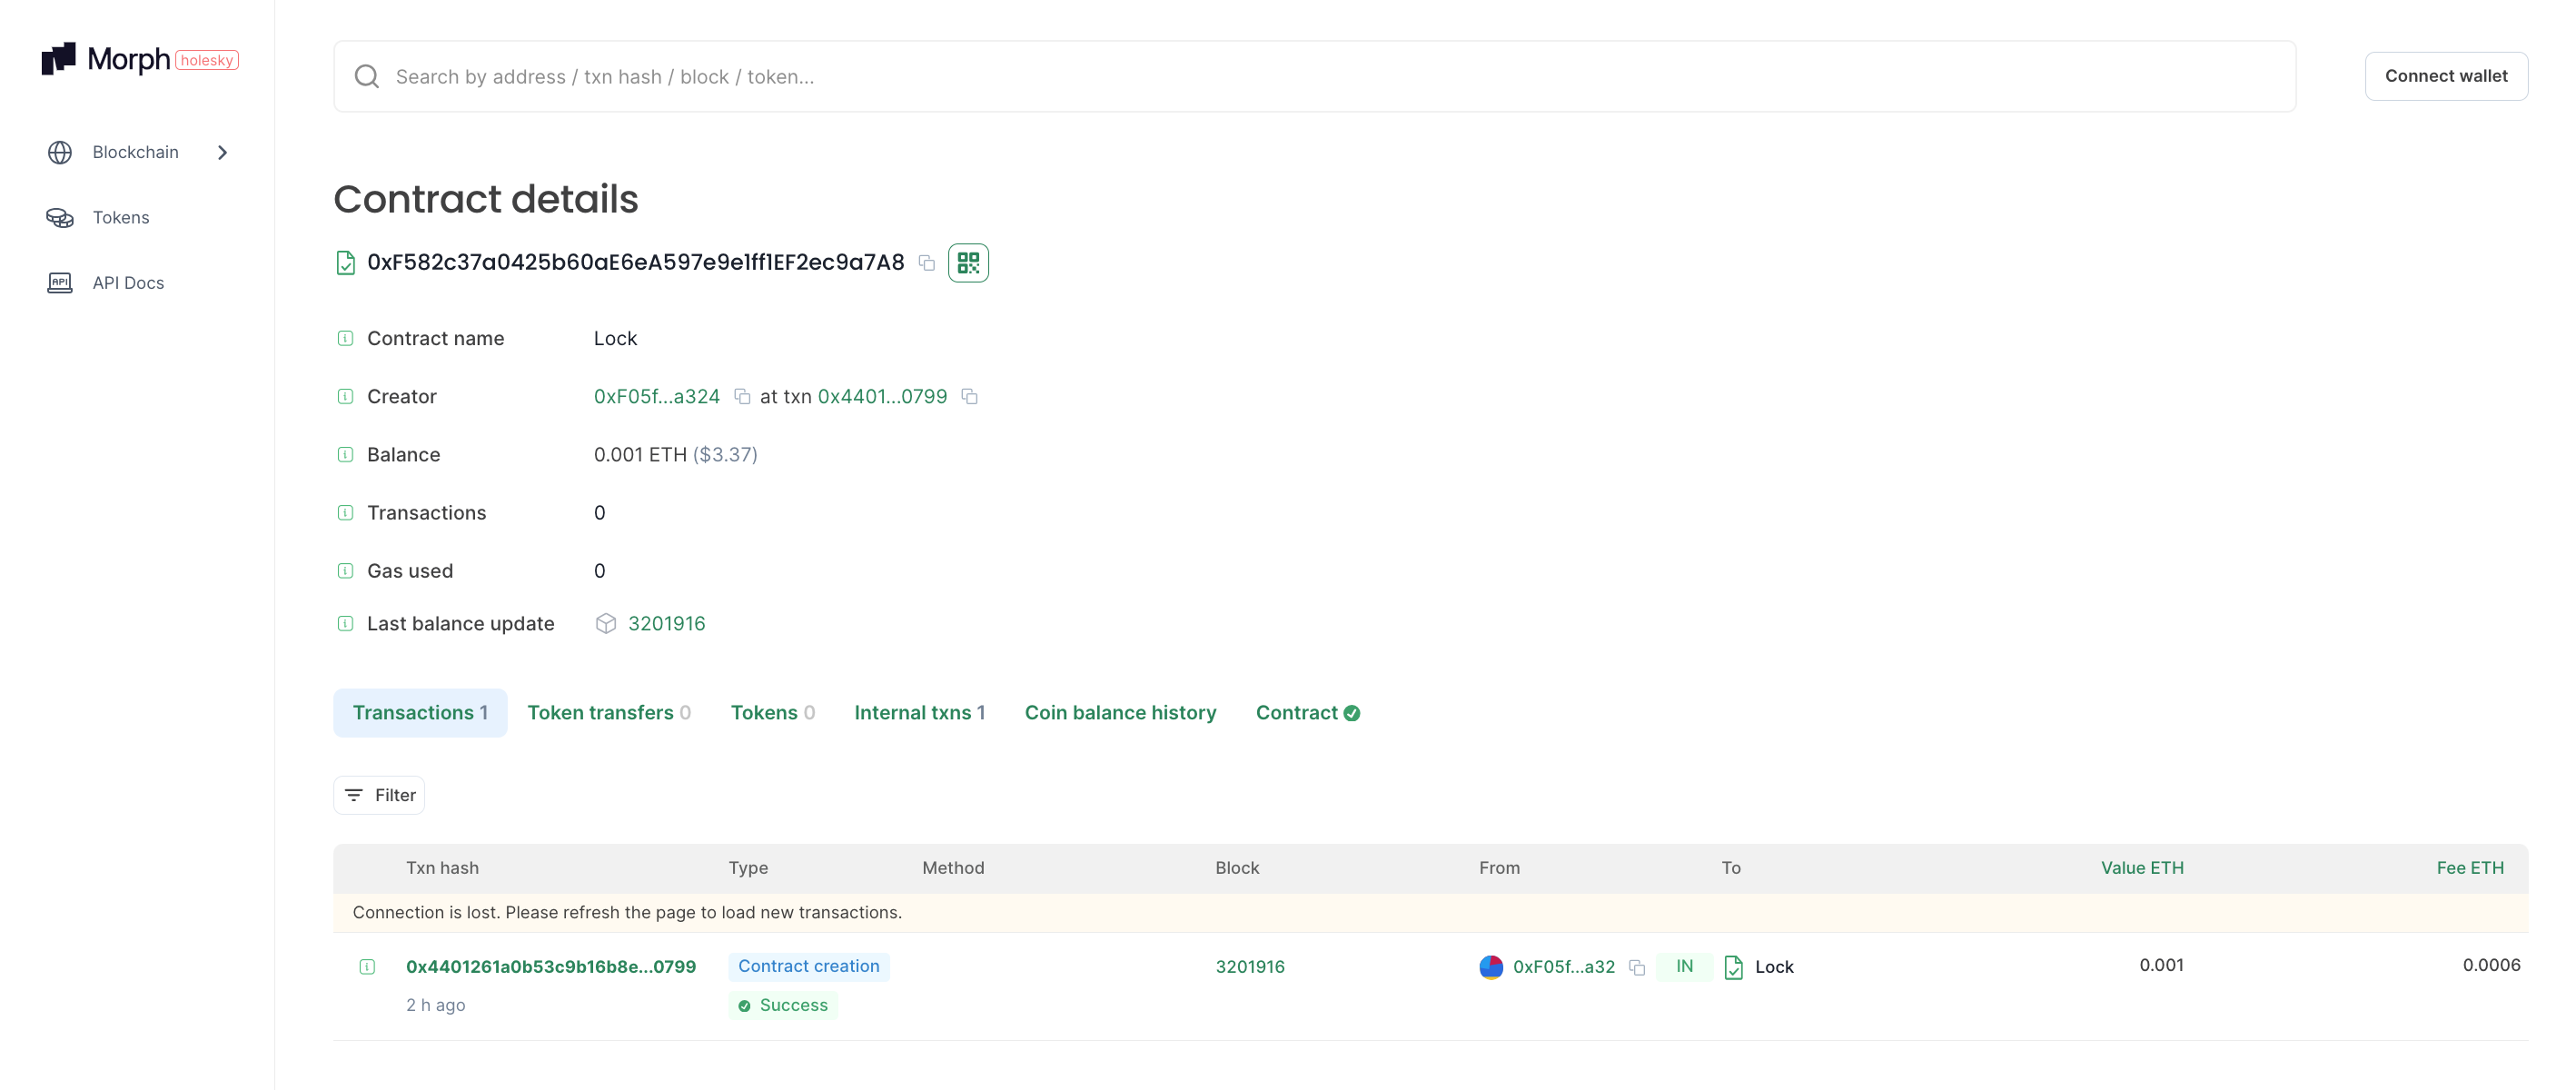 Morph holesky
Search by address / txn hash / block / token...
Connect wallet
Blockchain
Tokens
API Docs
Contract details
0xF582c37a0425b60aE6eA597e9e1ff1EF2ec9a7A8
Contract name Lock
Creator 0xF05f...a324 at txn 0x4401...0799
Balance 0.001 ETH ($3.37)
Transactions 0
Gas used 0
Last balance update 3201916
Transactions 1 Token transfers 0 Tokens 0 Internal txns 1 Coin balance history Contract
Filter
Txn hash Type Method Block From To Value ETH Fee ETH
Connection is lost. Please refresh the page to load new transactions.
0x4401261a0b53c9b16b8e...0799 Contract creation 3201916 0xF05f...a32 IN Lock 0.001 0.0006
2 h ago Success